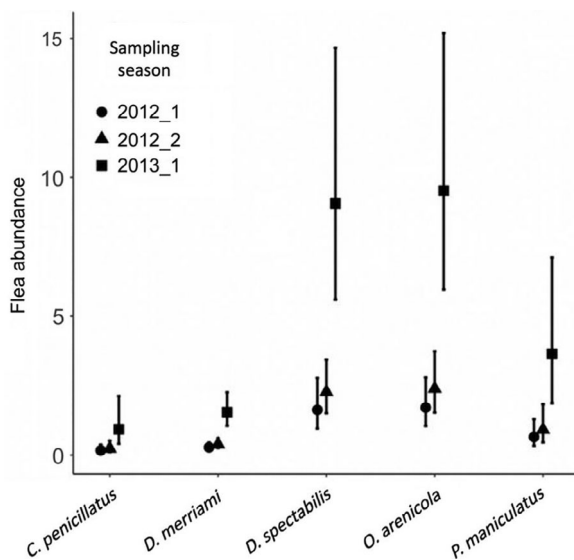 Sampling
season
2012_1
2012_2
2013_1
Flea abundance
15
10
5
0
C. penicillatus
D. merriami
D. spectabilis
O. arenicola
P. maniculatus